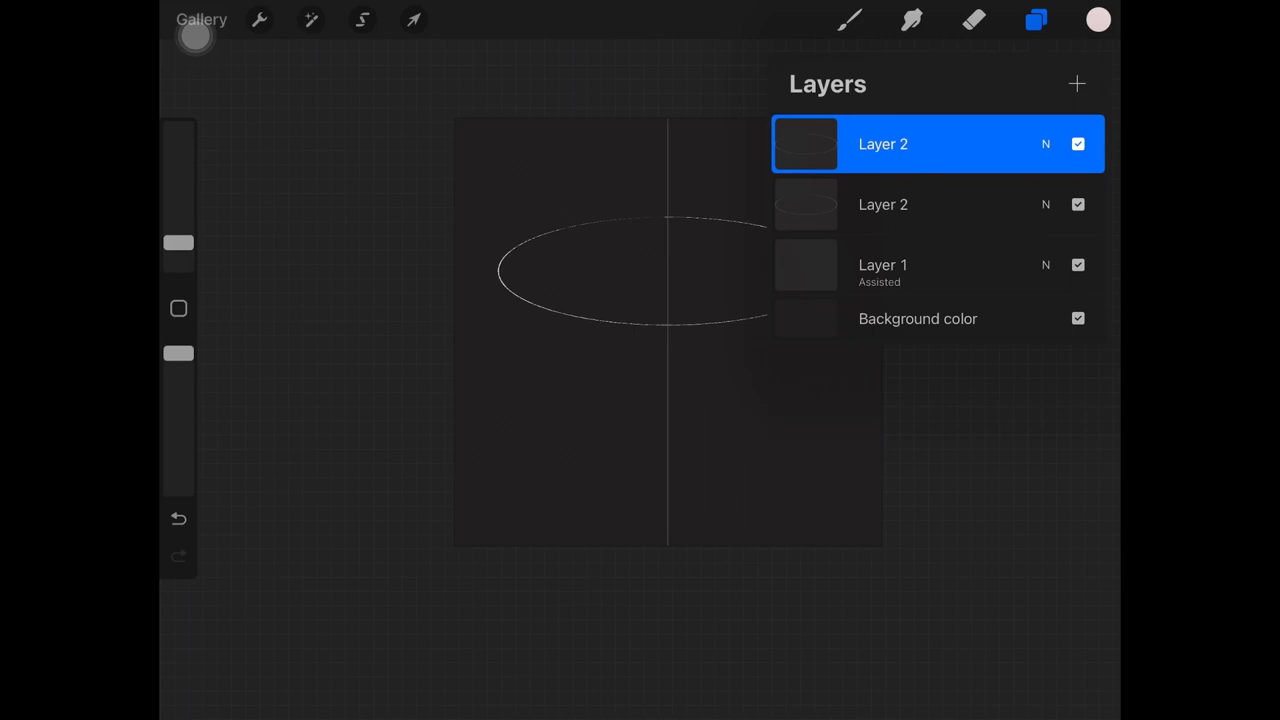 Gallery
Layers
Layer 2 N
Layer 2 N
Layer 1 N
Assisted
Background color